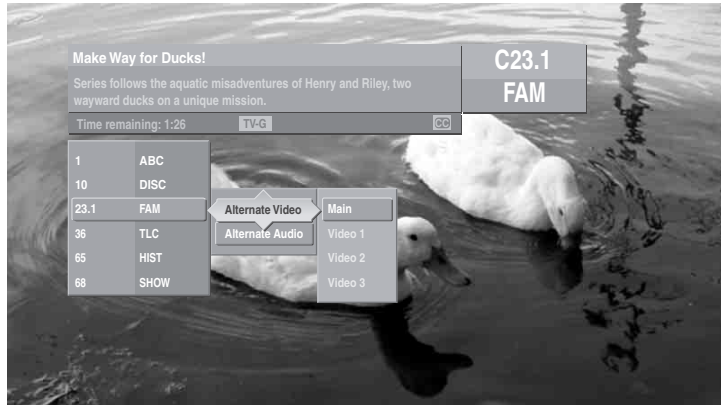 Make Way for Ducks!
Series follows the aquatic misadventures of Henry and Riley, two
wayward ducks on a unique mission.
Time remaining: 1:26 TV-G CC
C23.1
FAM
1 ABC
10 DISC
23.1 FAM Alternate Video Main
36 TLC Alternate Audio Video 1
65 HIST Video 2
68 SHOW Video 3